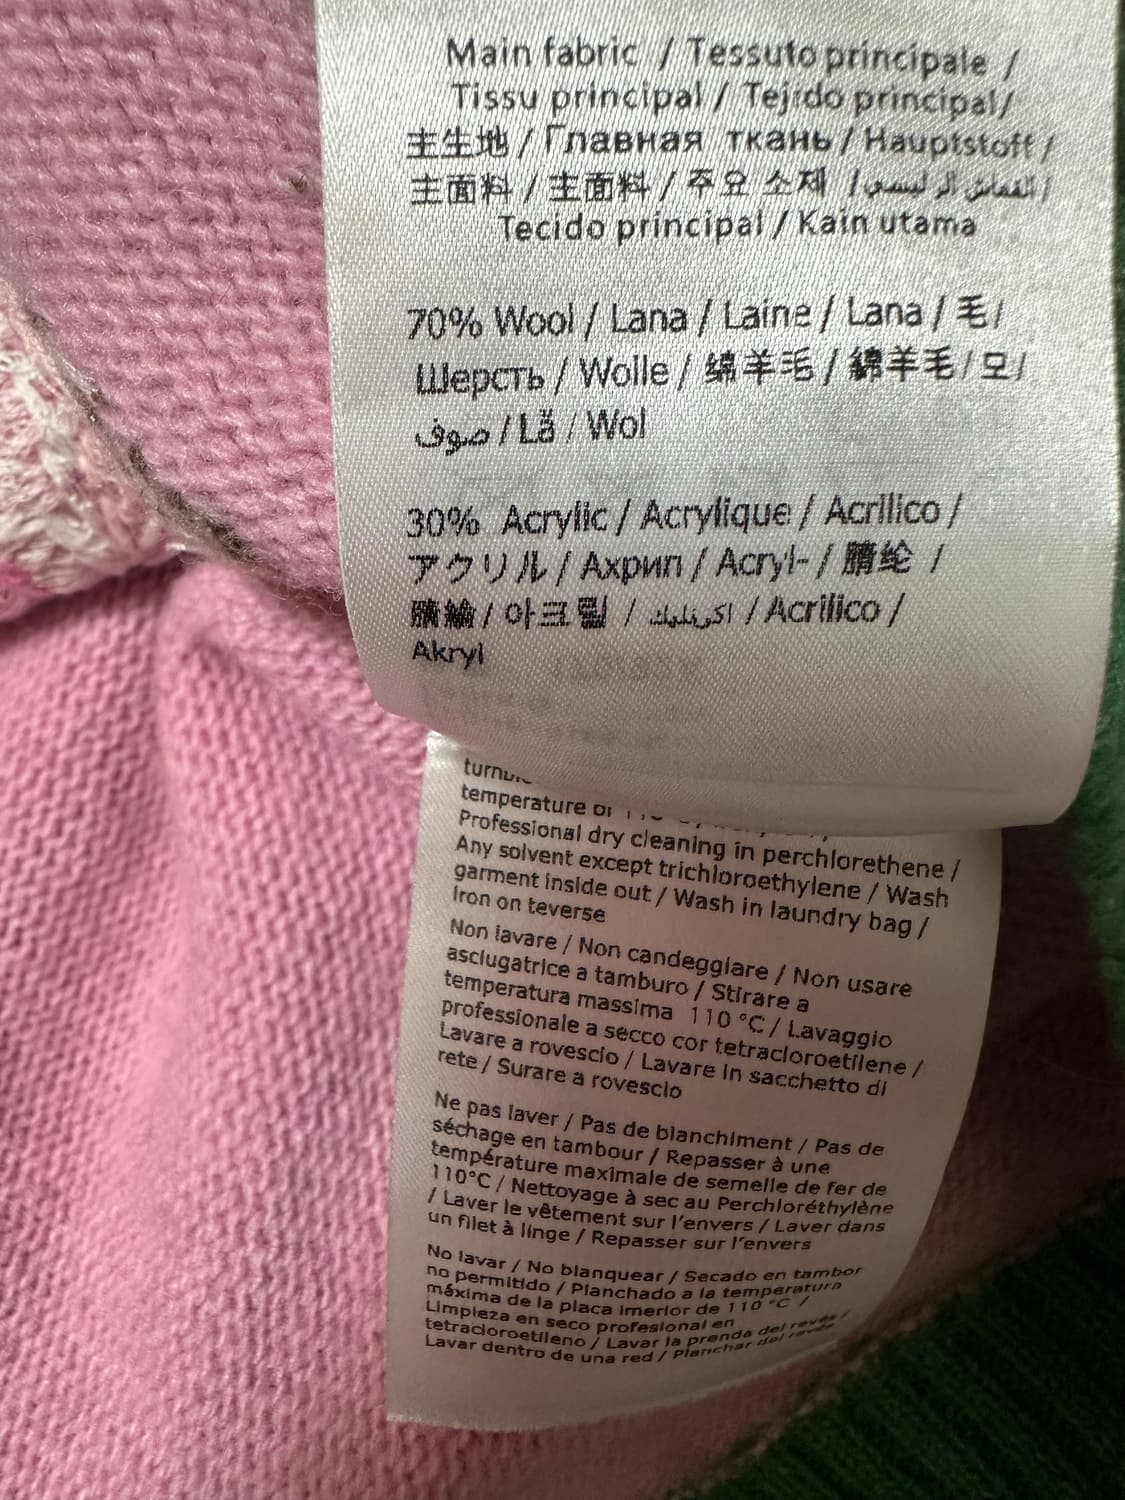 Main fabric / Tessuto principale /
Tissu principal / Tejido principal/
主生地 / Главная ткань / Hauptstoff /
主面料 / 主面料 / 주요 소재 / القماش الرئيسي /
Tecido principal / Kain utama
70% Wool / Lana / Laine / Lana / 毛/
Шерсть / Wolle / 绵羊毛 / 綿羊毛 / 모/
صوف / Lã / Wol
30% Acrylic / Acrylique / Acrilico /
アクリル / Ахрип / Acryl- / 腈纶 /
腈綸 / 아크릴 / اكريليك / Acrilico /
Akryl
temperature of 110
Professional dry cleaning in perchlorethene /
Any solvent except trichloroethylene / Wash
garment inside out / Wash in laundry bag /
Iron on teverse
Non lavare / Non candeggiare / Non usare
asciugatrice a tamburo / Stirare a
temperatura massima 110 °C / Lavaggio
professionale a secco cor tetracloroetilene /
Lavare a rovescio / Lavare in sacchetto di
rete / Surare a rovescio
Ne pas laver / Pas de blanchiment / Pas de
séchage en tambour / Repasser à une
température maximale de semelle de fer de
110°C / Nettoyage à sec au Perchloréthylène
/ Laver le vêtement sur l'envers / Laver dans
un filet à linge / Repasser sur l'envers
No lavar / No blanquear / Secado en tambor
no permitido / Planchado a la temperatura
máxima de la placa imerior de 110 °C /
Limpieza en seco profesional en
tetracloroetileno / Lavar la prenda del revés /
Lavar dentro de una red / Planchar del revés